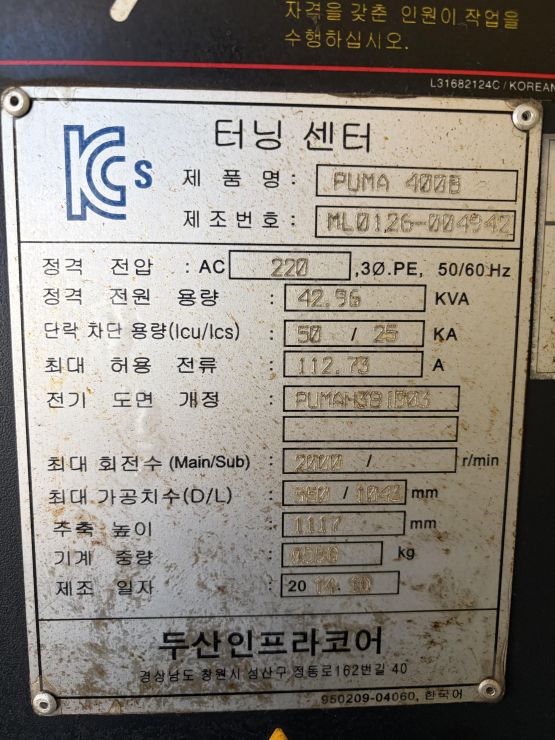 자격을 갖춘 인원이 작업을
수행하십시오.
L31682124C / KOREAN
KCs
터닝 센터
제 품 명 : PUMA 400B
제조번호 : ML0126-004942
정격 전압 : AC 220 ,3Ø.PE, 50/60 Hz
정격 전원 용량 : 42.96 KVA
단락 차단 용량(Icu/Ics) : 50 / 25 KA
최대 허용 전류 : 112.73 A
전기 도면 개정 :
최대 회전수 (Main/Sub) : 2000 / r/min
최대 가공치수(D/L) : / mm
추축 높이 : 1117 mm
기계 중량 : kg
제조 일자 : 20 14. 10
두산인프라코어
경상남도 창원시 성산구 정동로162번길 40
950209-04060, 한국어